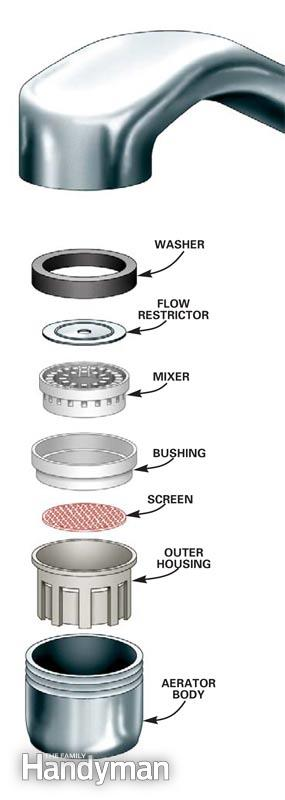 WASHER
FLOW
RESTRICTOR
MIXER
BUSHING
SCREEN
OUTER
HOUSING
AERATOR
BODY
THE FAMILY
Handyman